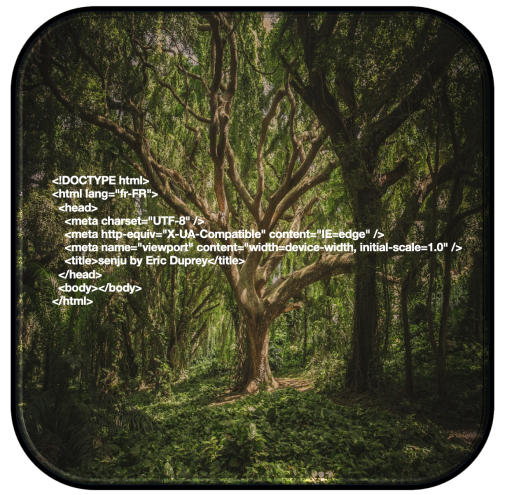 <!DOCTYPE html>
<html lang="fr-FR">
<head>
<meta charset="UTF-8" />
<meta http-equiv="X-UA-Compatible" content="IE=edge" />
<meta name="viewport" content="width=device-width, initial-scale=1.0" />
<title>senju by Eric Duprey</title>
</head>
<body></body>
</html>